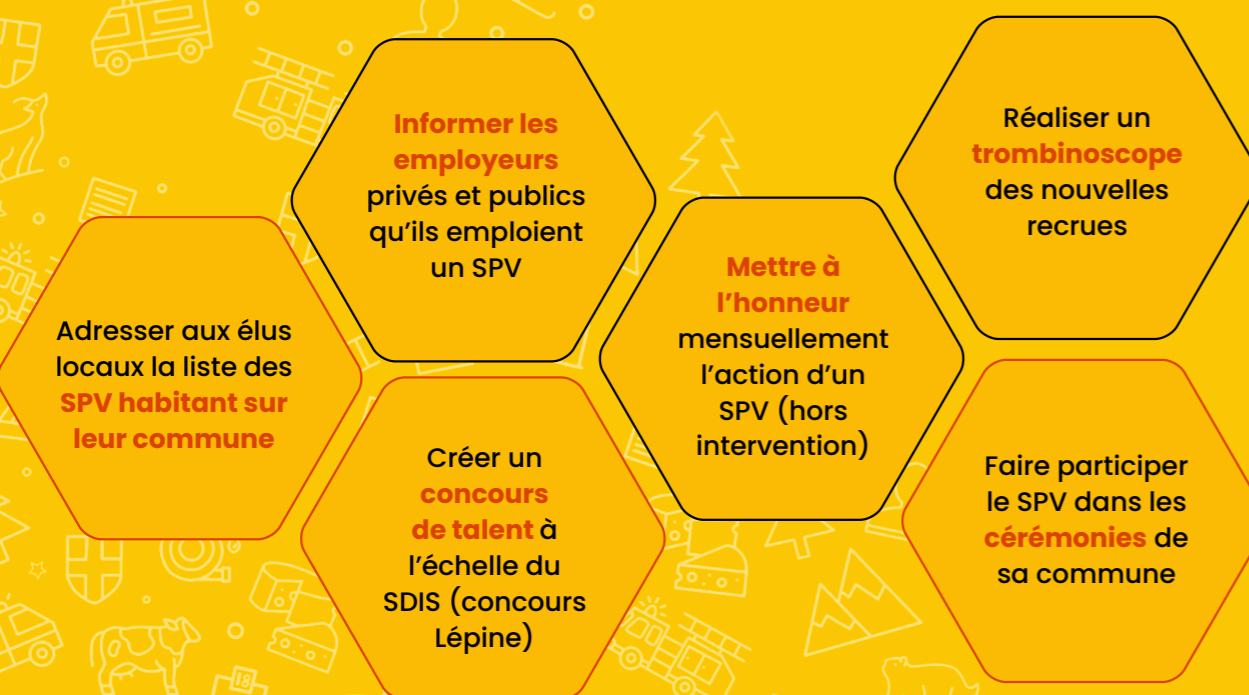 Informer les
employeurs
privés et publics
qu’ils emploient
un SPV
Réaliser un
trombinoscope
des nouvelles
recrues
Adresser aux élus
locaux la liste des
SPV habitant sur
leur commune
Mettre à
l’honneur
mensuellement
l’action d’un
SPV (hors
intervention)
Créer un
concours
de talent à
l’échelle du
SDIS (concours
Lépine)
Faire participer
le SPV dans les
cérémonies de
sa commune
18